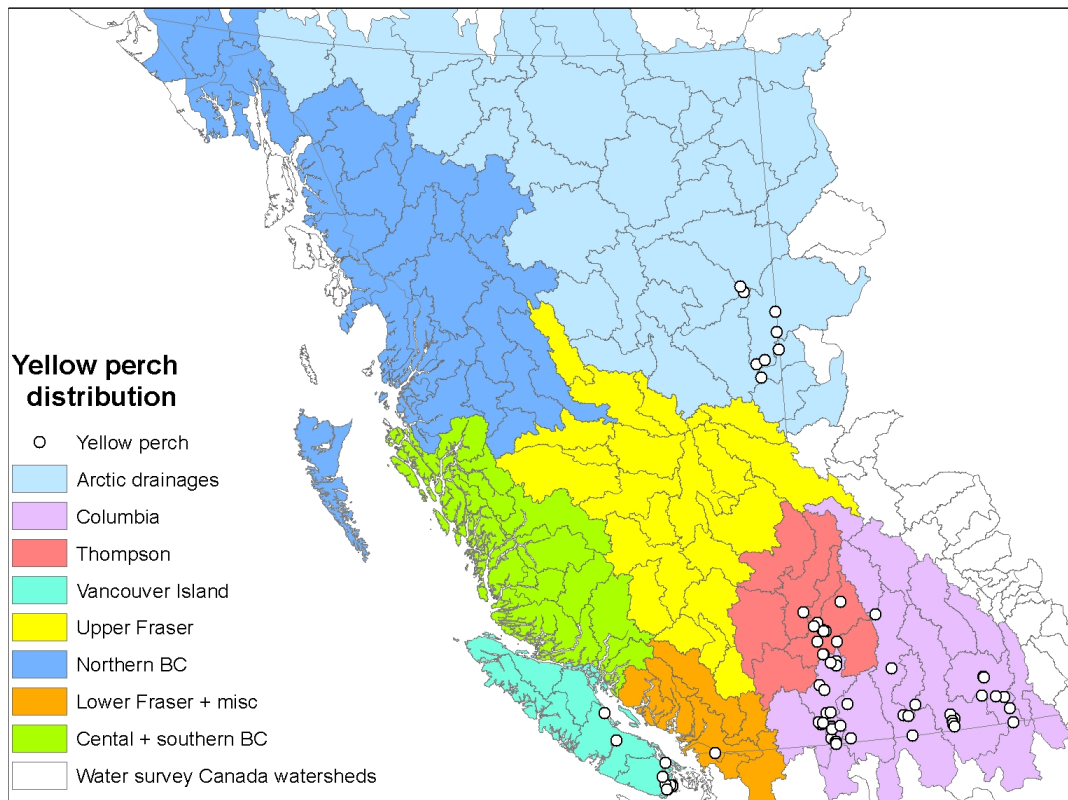 Yellow perch
distribution
Yellow perch
Arctic drainages
Columbia
Thompson
Vancouver Island
Upper Fraser
Northern BC
Lower Fraser + misc
Cental + southern BC
Water survey Canada watersheds